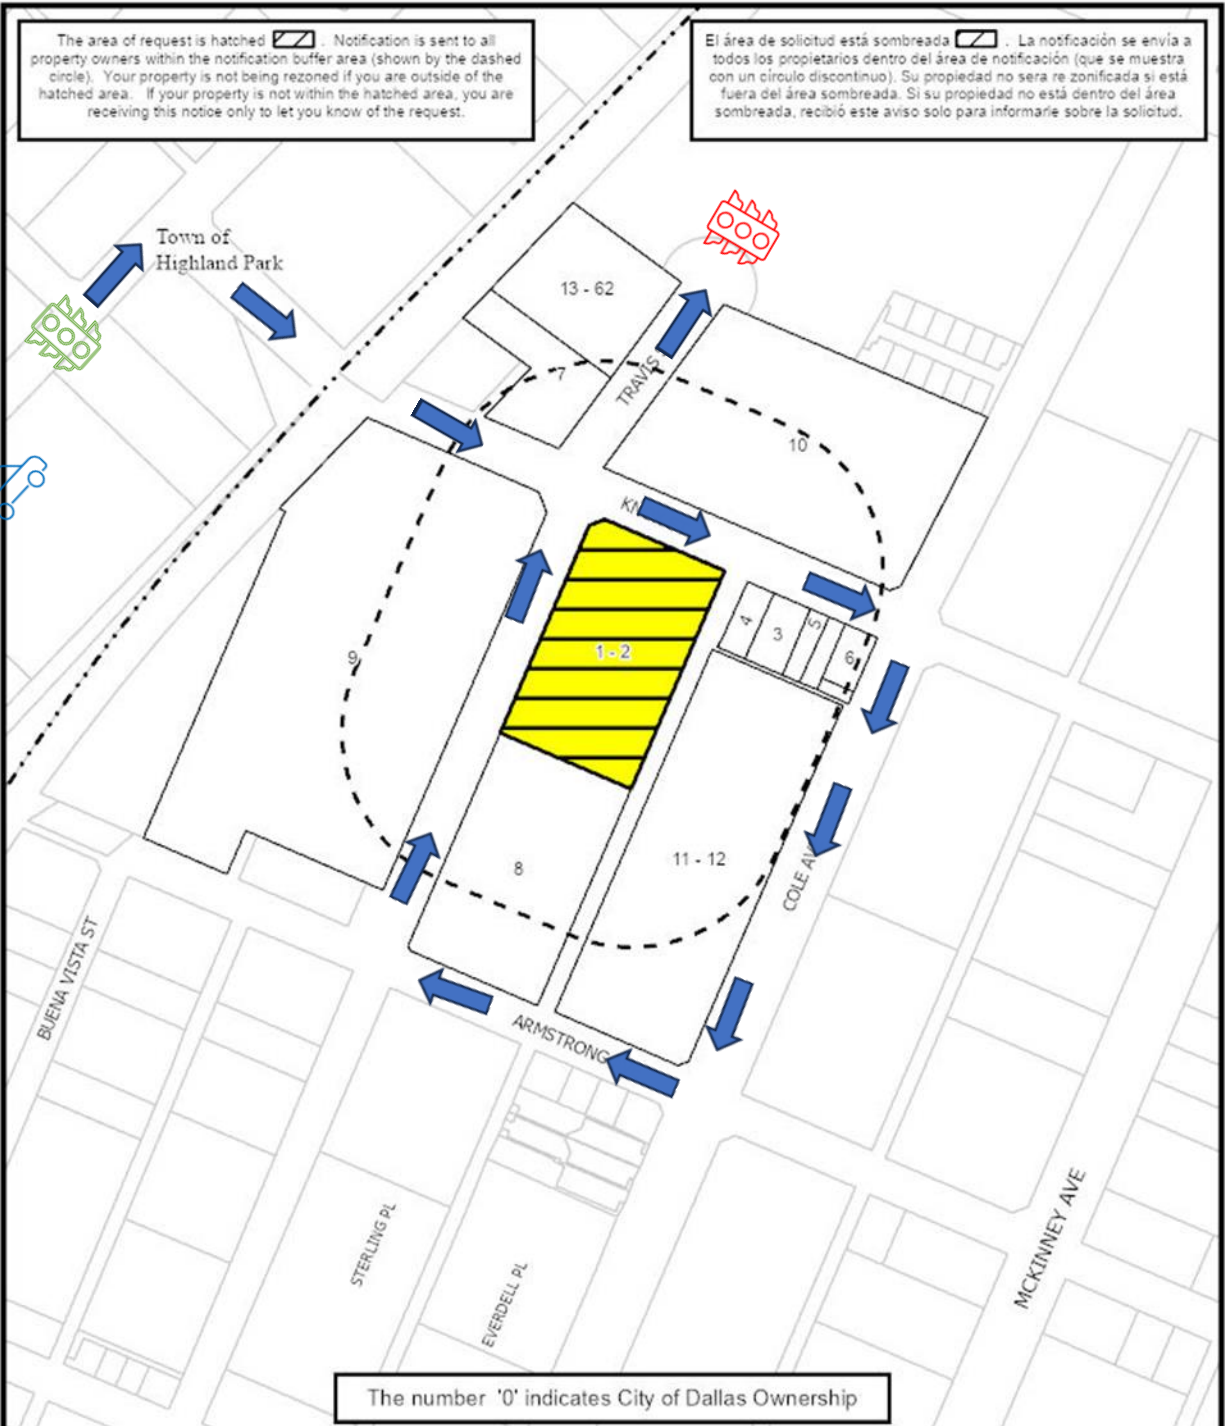 The area of request is hatched . Notification is sent to all
property owners within the notification buffer area (shown by the dashed
circle). Your property is not being rezoned if you are outside of the
hatched area. If your property is not within the hatched area, you are
receiving this notice only to let you know of the request.
El área de solicitud está sombreada . La notificación se envía a
todos los propietarios dentro del área de notificación (que se muestra
con un círculo discontinuo). Su propiedad no sera re zonificada si está
fuera del área sombreada. Si su propiedad no está dentro del área
sombreada, recibió este aviso solo para informarle sobre la solicitud.
Town of
Highland Park
13 - 62
7
TRAVIS
10
KN
4
3
5
6
1 - 2
9
8
11 - 12
COLE AV
BUENA VISTA ST
ARMSTRONG
STERLING PL
EVERDELL PL
MCKINNEY AVE
The number '0' indicates City of Dallas Ownership